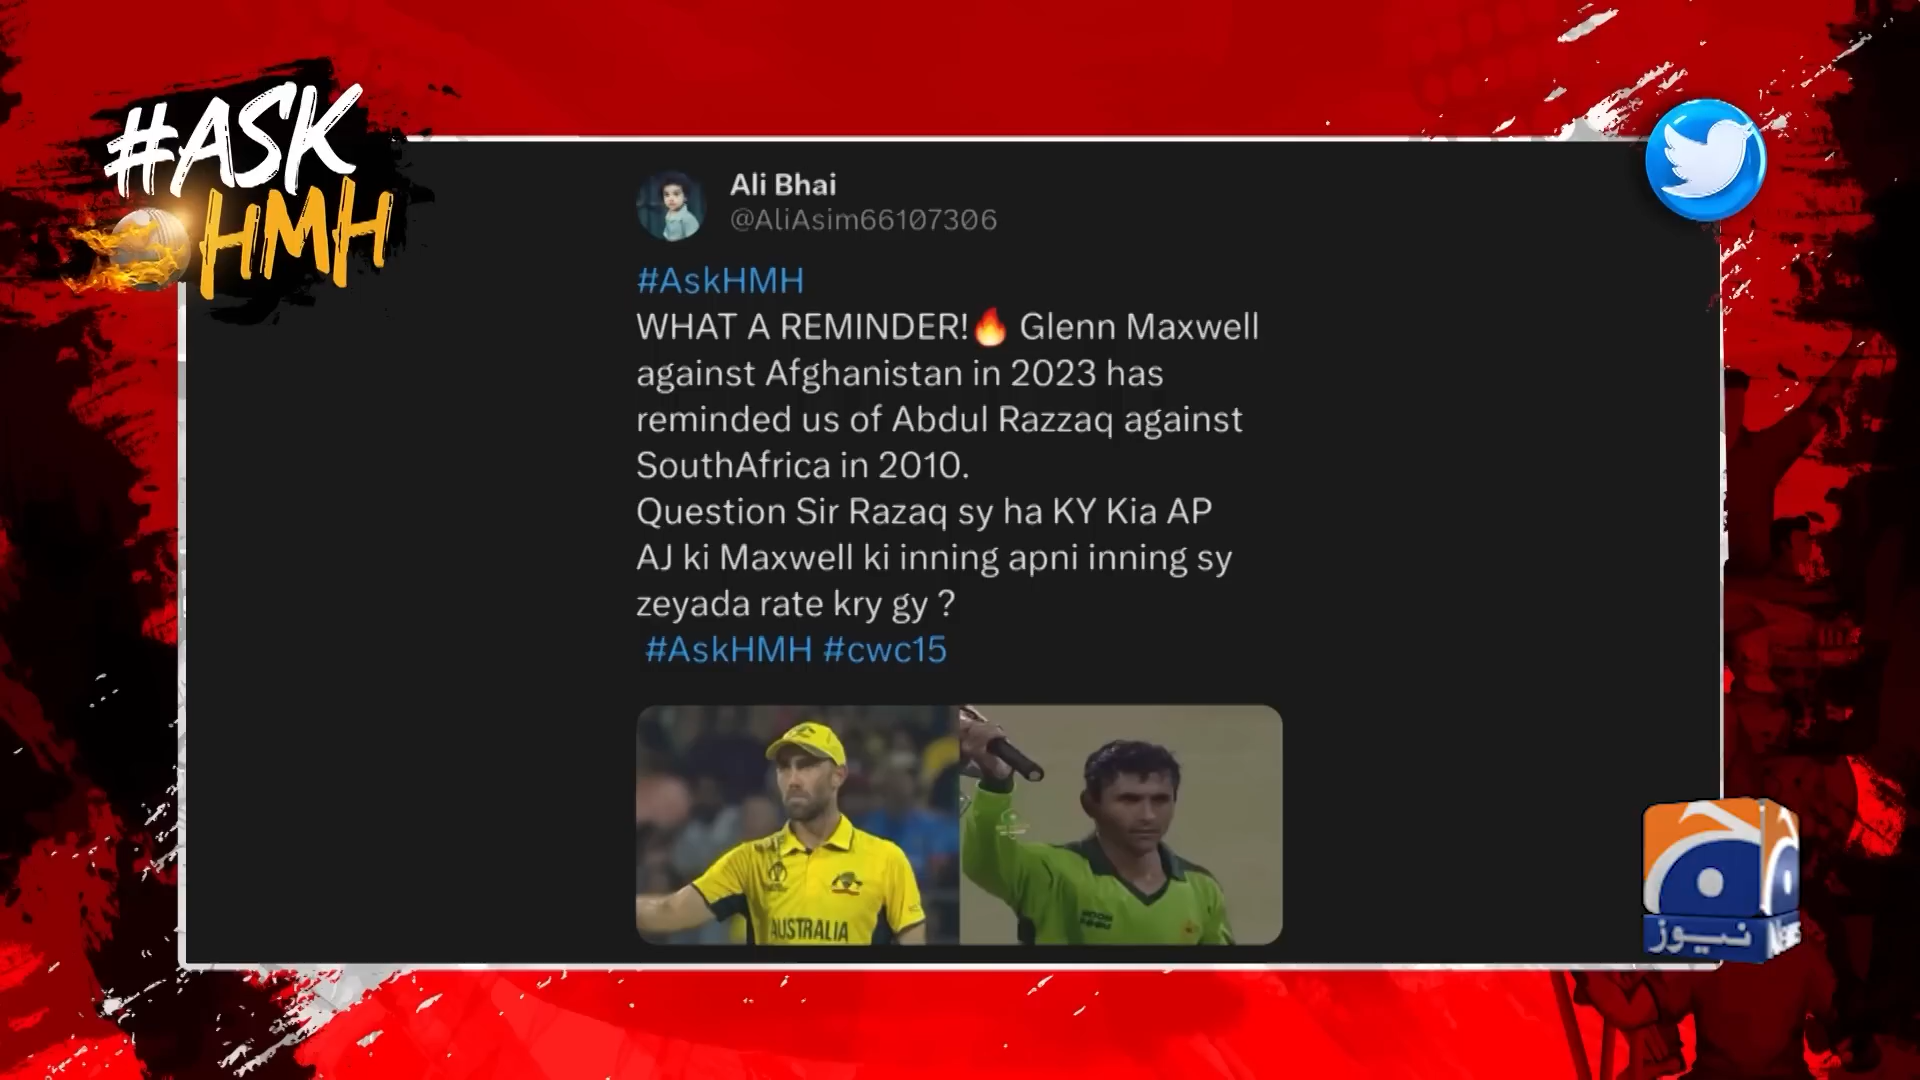 #ASK
HMH
Ali Bhai
@AliAsim66107306
#AskHMH
WHAT A REMINDER!🔥 Glenn Maxwell
against Afghanistan in 2023 has
reminded us of Abdul Razzaq against
SouthAfrica in 2010.
Question Sir Razaq sy ha KY Kia AP
AJ ki Maxwell ki inning apni inning sy
zeyada rate kry gy ?
#AskHMH #cwc15
AUSTRALIA
نیوز
News